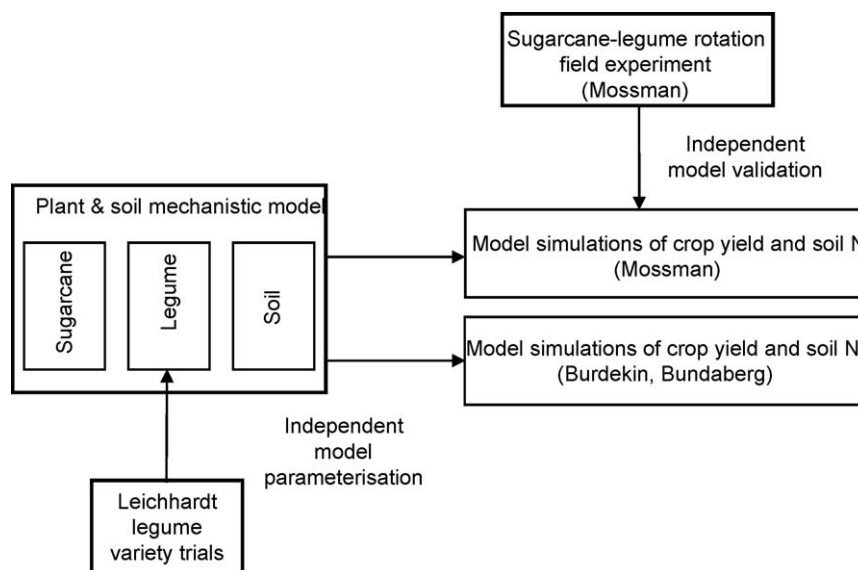 Sugarcane-legume rotation
field experiment
(Mossman)
Independent
model validation
Plant & soil mechanistic model
Sugarcane
Legume
Soil
Model simulations of crop yield and soil N
(Mossman)
Model simulations of crop yield and soil N
(Burdekin, Bundaberg)
Independent
model
parameterisation
Leichhardt
legume
variety trials